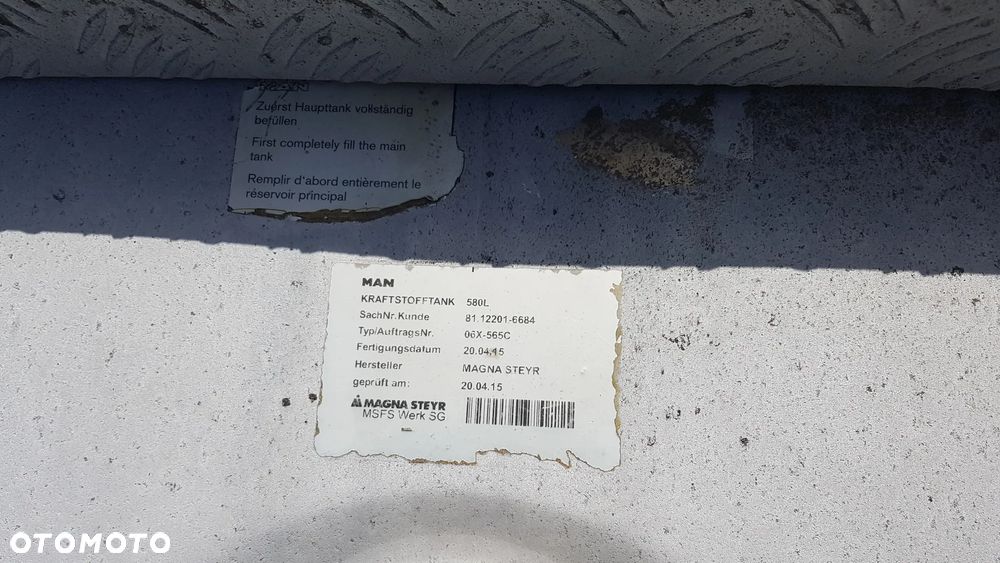 Zuerst Haupttank vollständig
befüllen
First completely fill the main
tank
Remplir d'abord entièrement le
réservoir principal
MAN
KRAFTSTOFFTANK 580L
SachNr.Kunde 81.12201-6684
Typ/AuftragsNr. 06X-565C
Fertigungsdatum 20.04.15
Hersteller MAGNA STEYR
geprüft am: 20.04.15
MAGNA STEYR
MSFS Werk SG
OTOMOTO